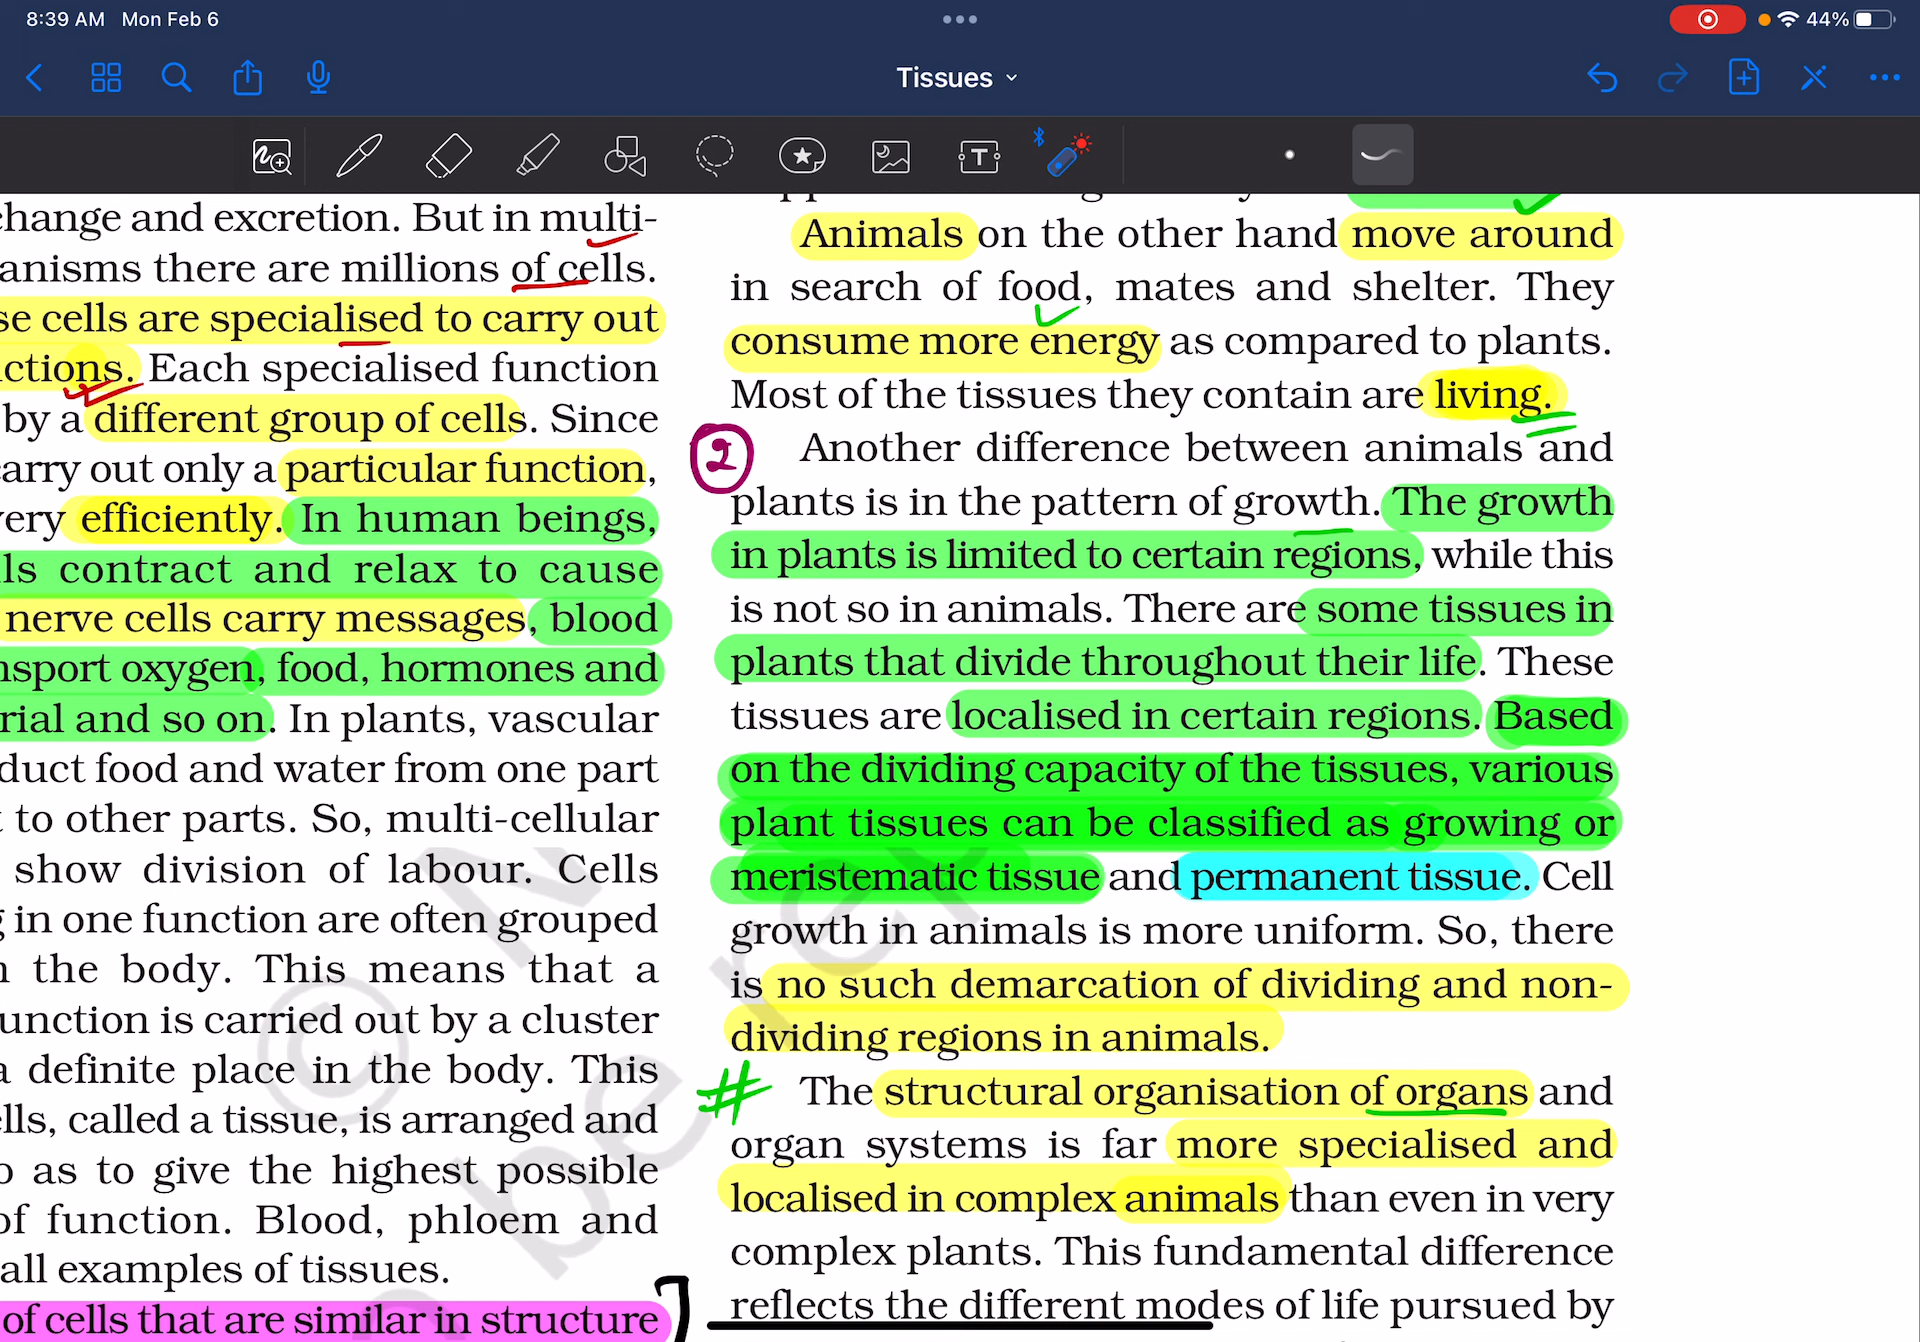 8:39 AM Mon Feb 6
44%
Tissues
change and excretion. But in multi-
anisms there are millions of cells.
se cells are specialised to carry out
ctions. Each specialised function
by a different group of cells. Since
carry out only a particular function,
very efficiently. In human beings,
ls contract and relax to cause
nerve cells carry messages, blood
nsport oxygen, food, hormones and
rial and so on. In plants, vascular
duct food and water from one part
t to other parts. So, multi-cellular
show division of labour. Cells
g in one function are often grouped
n the body. This means that a
unction is carried out by a cluster
a definite place in the body. This
ells, called a tissue, is arranged and
o as to give the highest possible
of function. Blood, phloem and
all examples of tissues.
of cells that are similar in structure
Animals on the other hand move around
in search of food, mates and shelter. They
consume more energy as compared to plants.
Most of the tissues they contain are living.
2 Another difference between animals and
plants is in the pattern of growth. The growth
in plants is limited to certain regions, while this
is not so in animals. There are some tissues in
plants that divide throughout their life. These
tissues are localised in certain regions. Based
on the dividing capacity of the tissues, various
plant tissues can be classified as growing or
meristematic tissue and permanent tissue. Cell
growth in animals is more uniform. So, there
is no such demarcation of dividing and non-
dividing regions in animals.
# The structural organisation of organs and
organ systems is far more specialised and
localised in complex animals than even in very
complex plants. This fundamental difference
reflects the different modes of life pursued by